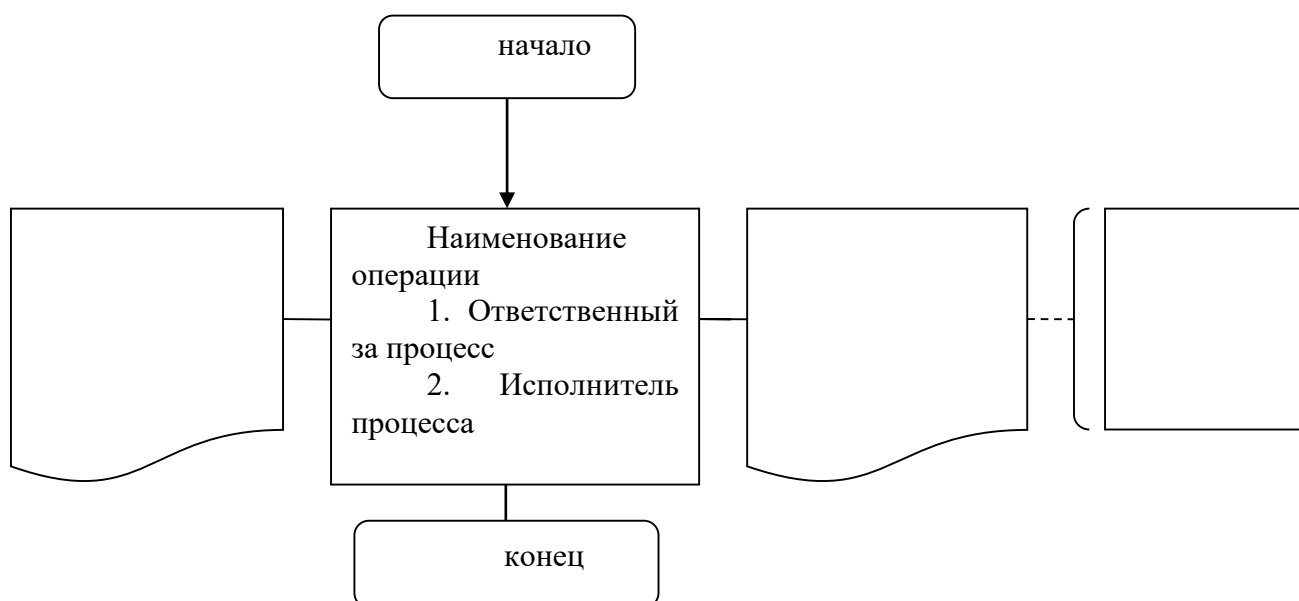 начало
Наименование
операции
1. Ответственный
за процесс
2. Исполнитель
процесса
конец